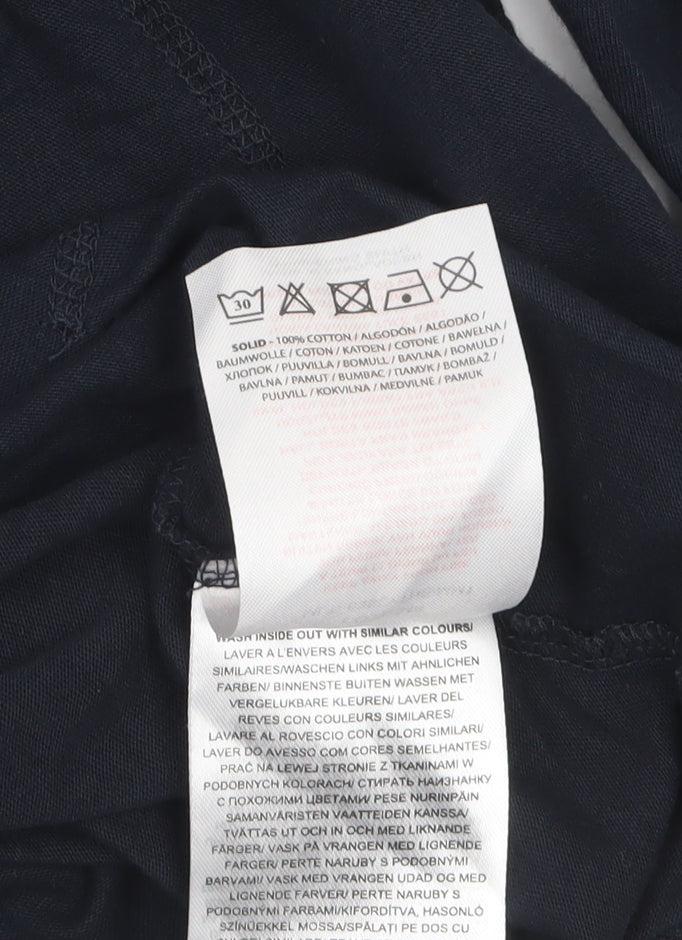 30
SOLID - 100% COTTON / ALGODÓN / ALGODÃO /
BAUMWOLLE / COTON / KATOEN / COTONE / BAWEŁNA /
ХЛОПОК / PUUVILLA / BOMULL / BAVLNA / BOMULD /
BAVLNA / PAMUT / BUMBAC / ПАМУК / BOMBAŽ /
PUUVILL / KOKVILNA / MEDVILNE / PAMUK
WASH INSIDE OUT WITH SIMILAR COLOURS/
LAVER A L'ENVERS AVEC LES COULEURS
SIMILAIRES/WASCHEN LINKS MIT AHNLICHEN
FARBEN/ BINNENSTE BUITEN WASSEN MET
VERGELUKBARE KLEUREN/ LAVER DEL
REVES CON COULEURS SIMILARES/
LAVARE AL ROVESCIO CON COLORI SIMILARI/
LAVER DO AVESSO COM CORES SEMELHANTES/
PRAĆ NA LEWEJ STRONIE Z TKANINAMI W
PODOBNYCH KOLORACH/ СТИРАТЬ НАИЗНАНКУ
С ПОХОЖИМИ ЦВЕТАМИ/ PESE NURINPÄIN
SAMANVÄRISTEN VAATTEIDEN KANSSA/
TVÄTTAS UT OCH IN OCH MED LIKNANDE
FÄRGER/ VASK PÅ VRANGEN MED LIGNENDE
FARGER/ PERTE NARUBY S PODOBNÝMI
BARVAMI/ VASK MED VRANGEN UDAD OG MED
LIGNENDE FARVER/ PERTE NARUBY S
PODOBNÝMI FARBAMI/KIFORDÍTVA, HASONLÓ
SZÍNÜEKKEL MOSSA/SPĂLAȚI PE DOS CU